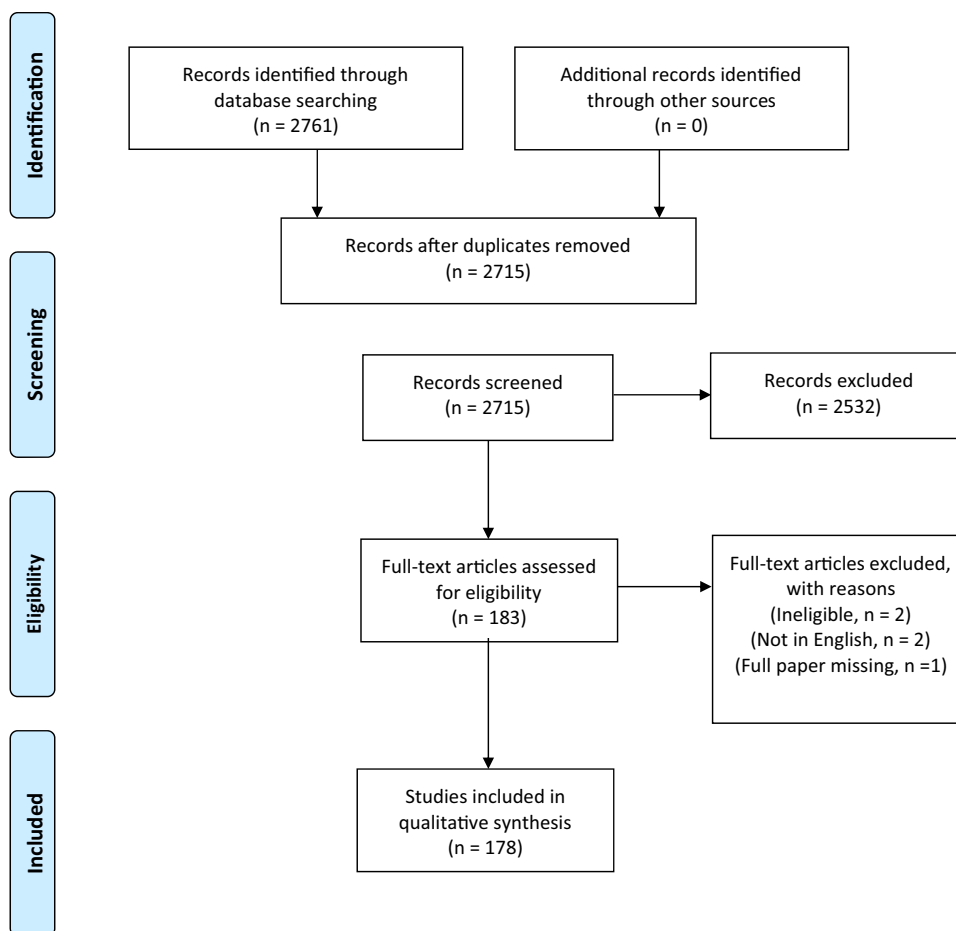 Identification
Records identified through
database searching
(n = 2761)
Additional records identified
through other sources
(n = 0)
Records after duplicates removed
(n = 2715)
Screening
Records screened
(n = 2715)
Records excluded
(n = 2532)
Eligibility
Full-text articles assessed
for eligibility
(n = 183)
Full-text articles excluded,
with reasons
(Ineligible, n = 2)
(Not in English, n = 2)
(Full paper missing, n =1)
Included
Studies included in
qualitative synthesis
(n = 178)